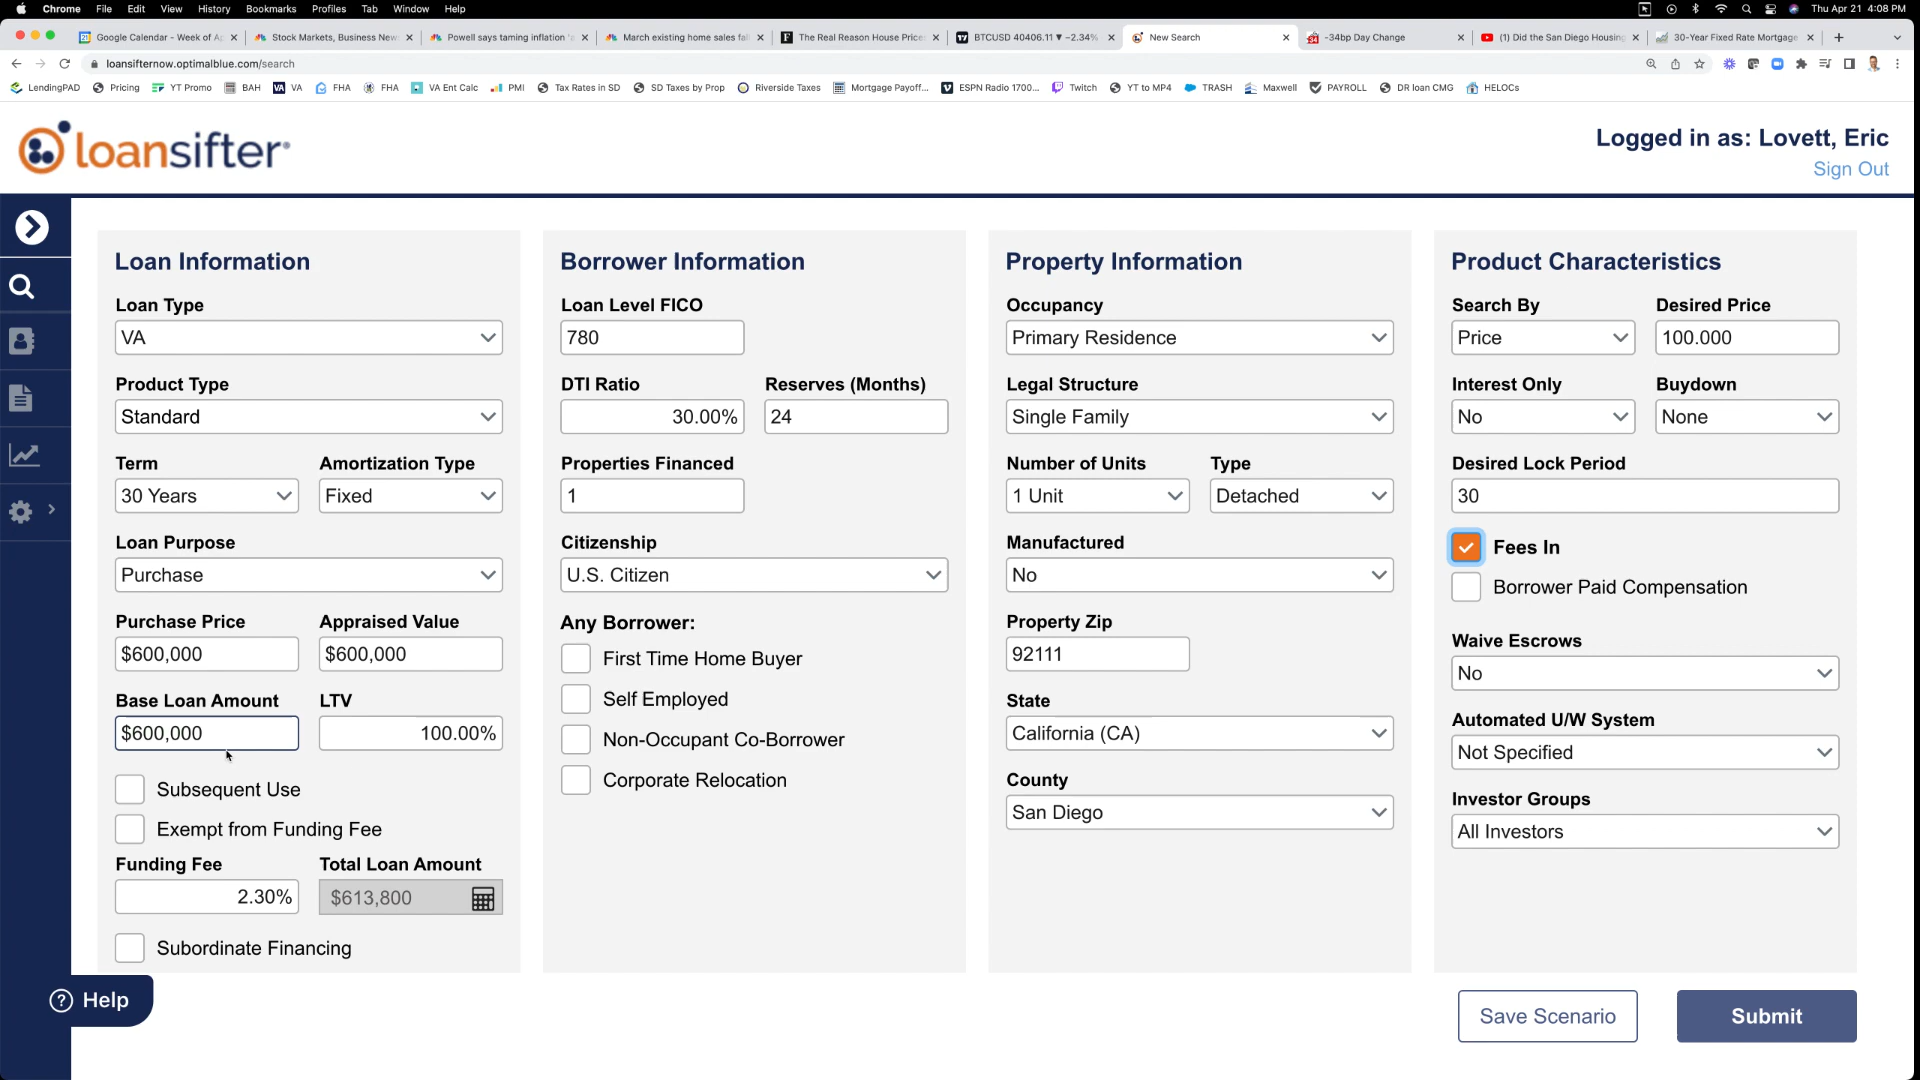 Chrome File Edit View History Bookmarks Profiles Tab Window Help
Thu Apr 21 4:08 PM
Google Calendar - Week of Ap
Stock Markets, Business News
Powell says taming inflation
March existing home sales fal
The Real Reason House Prices
BTCUSD 40406.11 ▼ −2.34%
New Search
-34bp Day Change
(1) Did the San Diego Housing
30-Year Fixed Rate Mortgage
loansifternow.optimalblue.com/search
LendingPAD Pricing YT Promo BAH VA FHA FHA VA Ent Calc PMI Tax Rates in SD SD Taxes by Prop Riverside Taxes Mortgage Payoff... ESPN Radio 1700... Twitch YT to MP4 TRASH Maxwell PAYROLL DR loan CMG HELOCs
loansifter
Logged in as: Lovett, Eric
Sign Out
Loan Information
Loan Type
VA
Product Type
Standard
Term Amortization Type
30 Years Fixed
Loan Purpose
Purchase
Purchase Price Appraised Value
$600,000 $600,000
Base Loan Amount LTV
$600,000 100.00%
Subsequent Use
Exempt from Funding Fee
Funding Fee Total Loan Amount
2.30% $613,800
Subordinate Financing
Borrower Information
Loan Level FICO
780
DTI Ratio Reserves (Months)
30.00% 24
Properties Financed
1
Citizenship
U.S. Citizen
Any Borrower:
First Time Home Buyer
Self Employed
Non-Occupant Co-Borrower
Corporate Relocation
Property Information
Occupancy
Primary Residence
Legal Structure
Single Family
Number of Units Type
1 Unit Detached
Manufactured
No
Property Zip
92111
State
California (CA)
County
San Diego
Product Characteristics
Search By Desired Price
Price 100.000
Interest Only Buydown
No None
Desired Lock Period
30
Fees In
Borrower Paid Compensation
Waive Escrows
No
Automated U/W System
Not Specified
Investor Groups
All Investors
Help
Save Scenario
Submit